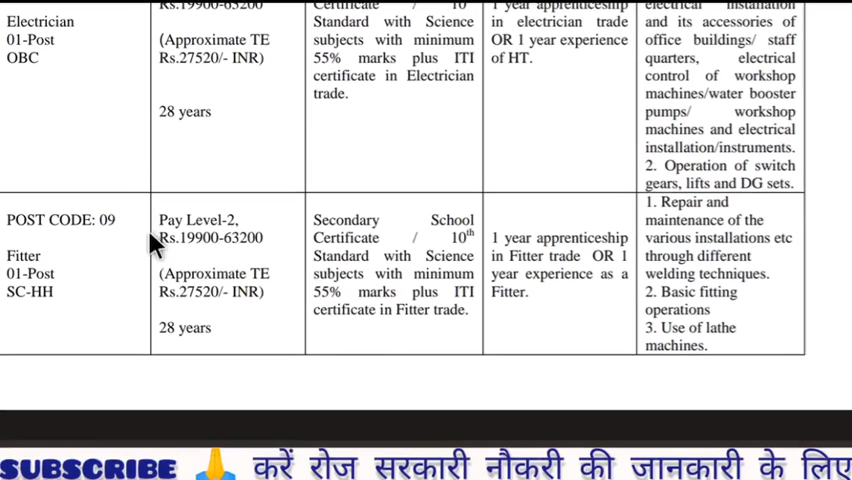 Rs.19900-63200
(Approximate TE
Rs.27520/- INR)
28 years
Electrician
01-Post
OBC
Certificate / 10
Standard with Science
subjects with minimum
55% marks plus ITI
certificate in Electrician
trade.
1 year apprenticeship
in electrician trade
OR 1 year experience
of HT.
electrical installation
and its accessories of
office buildings/ staff
quarters, electrical
control of workshop
machines/water booster
pumps/ workshop
machines and electrical
installation/instruments.
2. Operation of switch
gears, lifts and DG sets.
POST CODE: 09
Fitter
01-Post
SC-HH
Pay Level-2,
Rs.19900-63200
(Approximate TE
Rs.27520/- INR)
28 years
Secondary School
Certificate / 10th
Standard with Science
subjects with minimum
55% marks plus ITI
certificate in Fitter trade.
1 year apprenticeship
in Fitter trade OR 1
year experience as a
Fitter.
1. Repair and
maintenance of the
various installations etc
through different
welding techniques.
2. Basic fitting
operations
3. Use of lathe
machines.
SUBSCRIBE 🙏 करें रोज सरकारी नौकरी की जानकारी के लिए